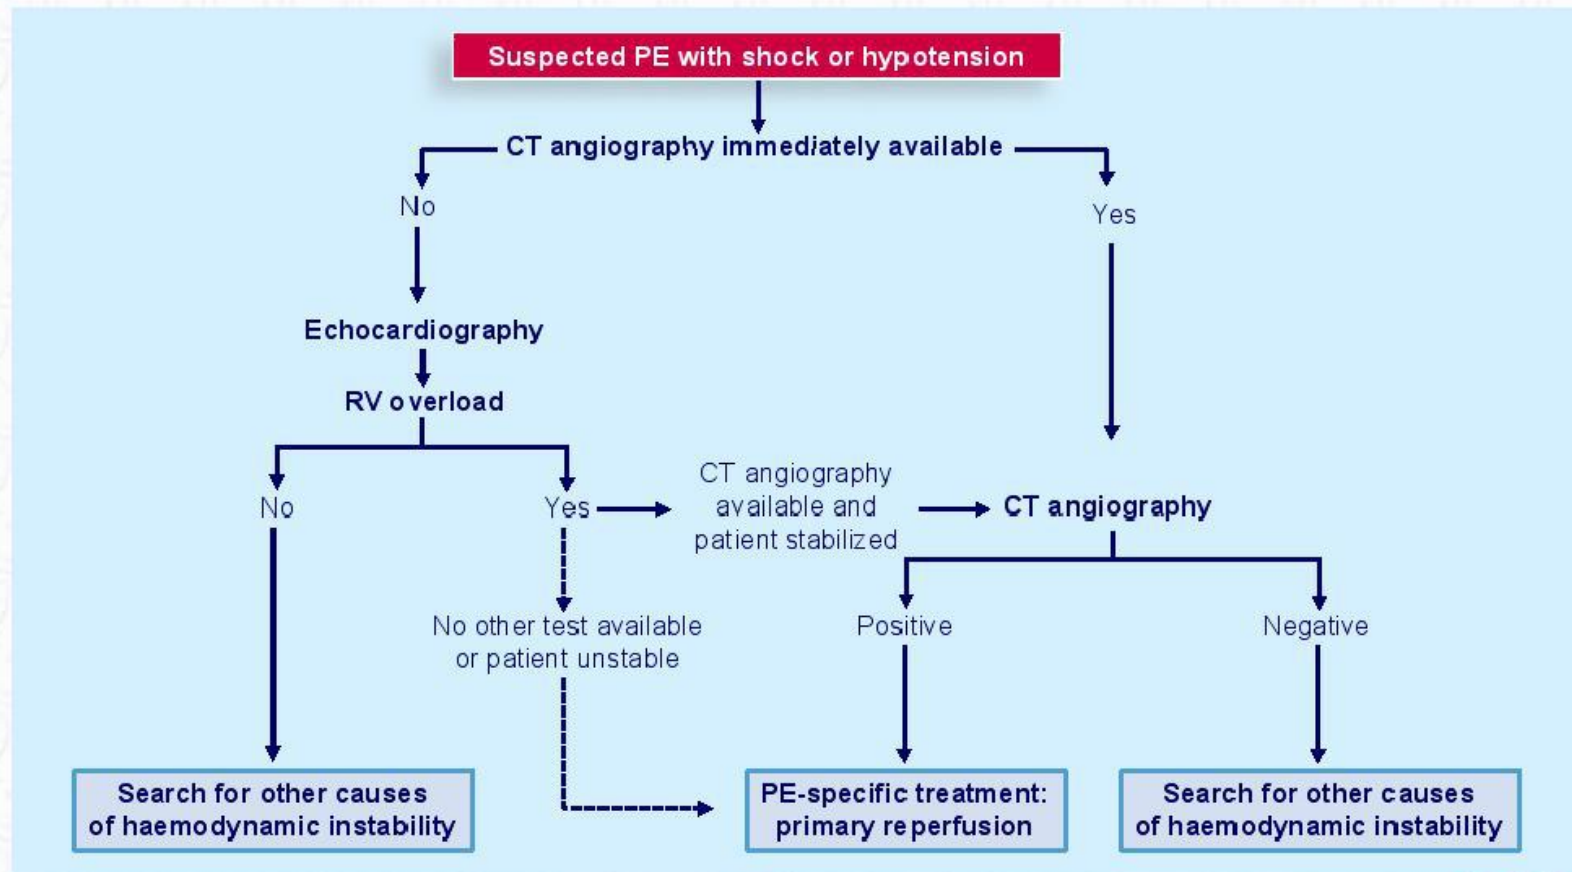 Suspected PE with shock or hypotension
CT angiography immediately available
No
Yes
Echocardiography
RV overload
No
Yes
CT angiography
available and
patient stabilized
CT angiography
No other test available
or patient unstable
Positive
Negative
Search for other causes
of haemodynamic instability
PE-specific treatment:
primary reperfusion
Search for other causes
of haemodynamic instability